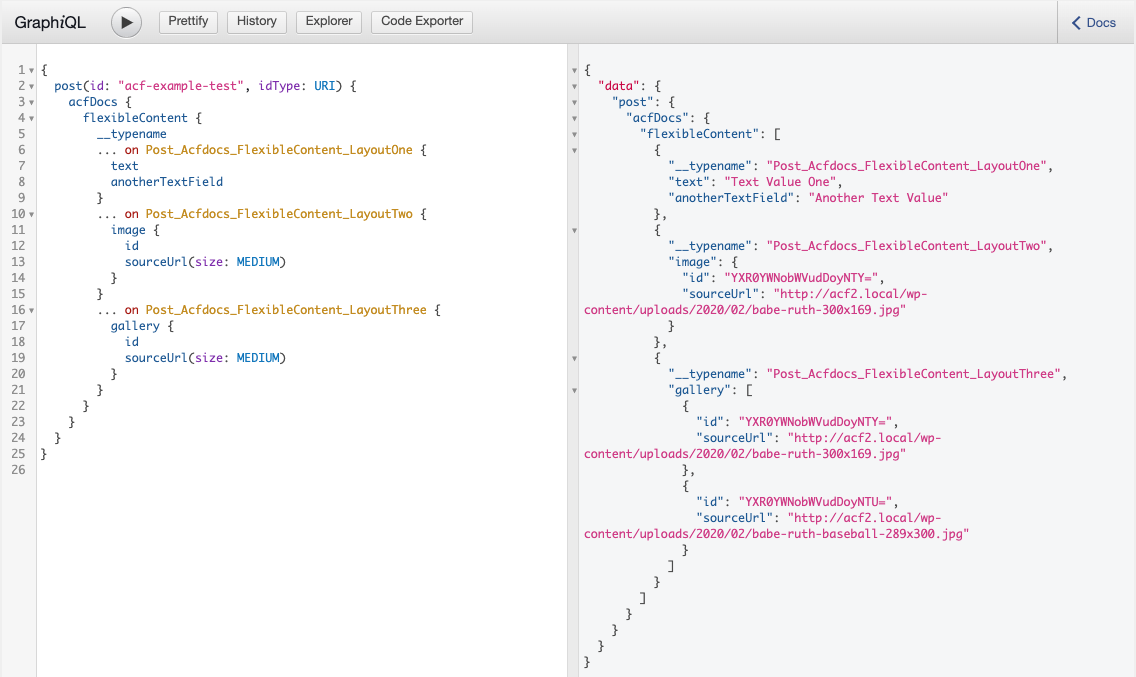 GraphiQL
Prettify
History
Explorer
Code Exporter
Docs
1 {
2   post(id: "acf-example-test", idType: URI) {
3     acfDocs {
4       flexibleContent {
5         __typename
6         ... on Post_Acfdocs_FlexibleContent_LayoutOne {
7           text
8           anotherTextField
9         }
10         ... on Post_Acfdocs_FlexibleContent_LayoutTwo {
11           image {
12             id
13             sourceUrl(size: MEDIUM)
14           }
15         }
16         ... on Post_Acfdocs_FlexibleContent_LayoutThree {
17           gallery {
18             id
19             sourceUrl(size: MEDIUM)
20           }
21         }
22       }
23     }
24   }
25 }
26
{
  "data": {
    "post": {
      "acfDocs": {
        "flexibleContent": [
          {
            "__typename": "Post_Acfdocs_FlexibleContent_LayoutOne",
            "text": "Text Value One",
            "anotherTextField": "Another Text Value"
          },
          {
            "__typename": "Post_Acfdocs_FlexibleContent_LayoutTwo",
            "image": {
              "id": "YXR0YWNobWVudDoyNTY=",
              "sourceUrl": "http://acf2.local/wp-
content/uploads/2020/02/babe-ruth-300x169.jpg"
            }
          },
          {
            "__typename": "Post_Acfdocs_FlexibleContent_LayoutThree",
            "gallery": [
              {
                "id": "YXR0YWNobWVudDoyNTY=",
                "sourceUrl": "http://acf2.local/wp-
content/uploads/2020/02/babe-ruth-300x169.jpg"
              },
              {
                "id": "YXR0YWNobWVudDoyNTU=",
                "sourceUrl": "http://acf2.local/wp-
content/uploads/2020/02/babe-ruth-baseball-289x300.jpg"
              }
            ]
          }
        ]
      }
    }
  }
}